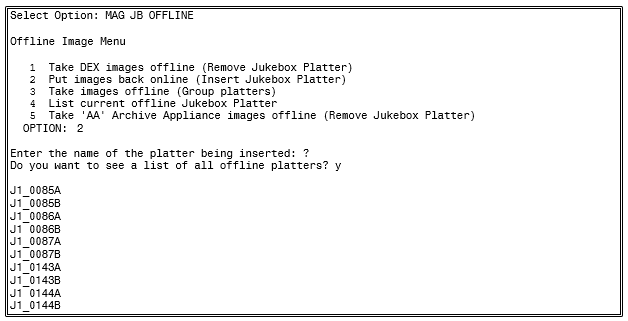 Select Option: MAG JB OFFLINE
Offline Image Menu
1 Take DEX images offline (Remove Jukebox Platter)
2 Put images back online (Insert Jukebox Platter)
3 Take images offline (Group platters)
4 List current offline Jukebox Platter
5 Take 'AA' Archive Appliance images offline (Remove Jukebox Platter)
OPTION: 2
Enter the name of the platter being inserted: ?
Do you want to see a list of all offline platters? y
J1_0085A
J1_0085B
J1_0086A
J1_0086B
J1_0087A
J1_0087B
J1_0143A
J1_0143B
J1_0144A
J1_0144B